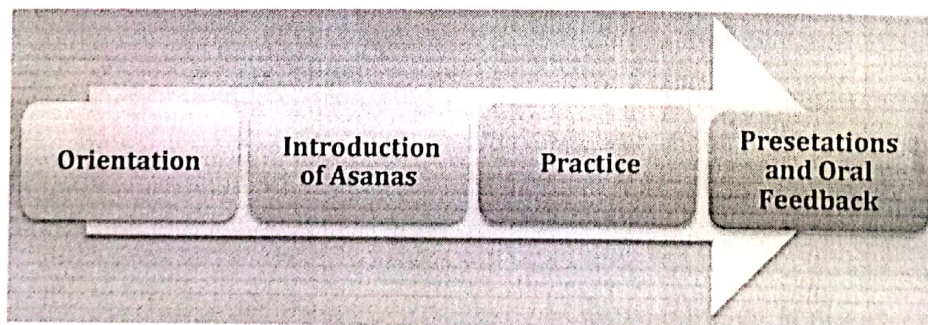 Orientation
Introduction
of Asanas
Practice
Presetations
and Oral
Feedback